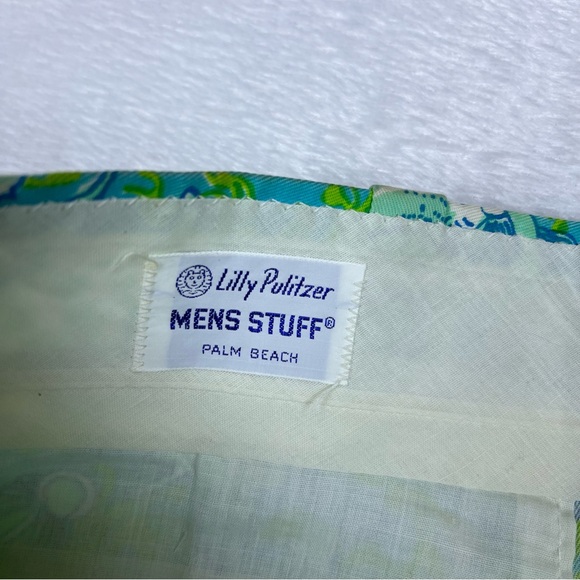 Lilly Pulitzer
MENS STUFF®
PALM BEACH